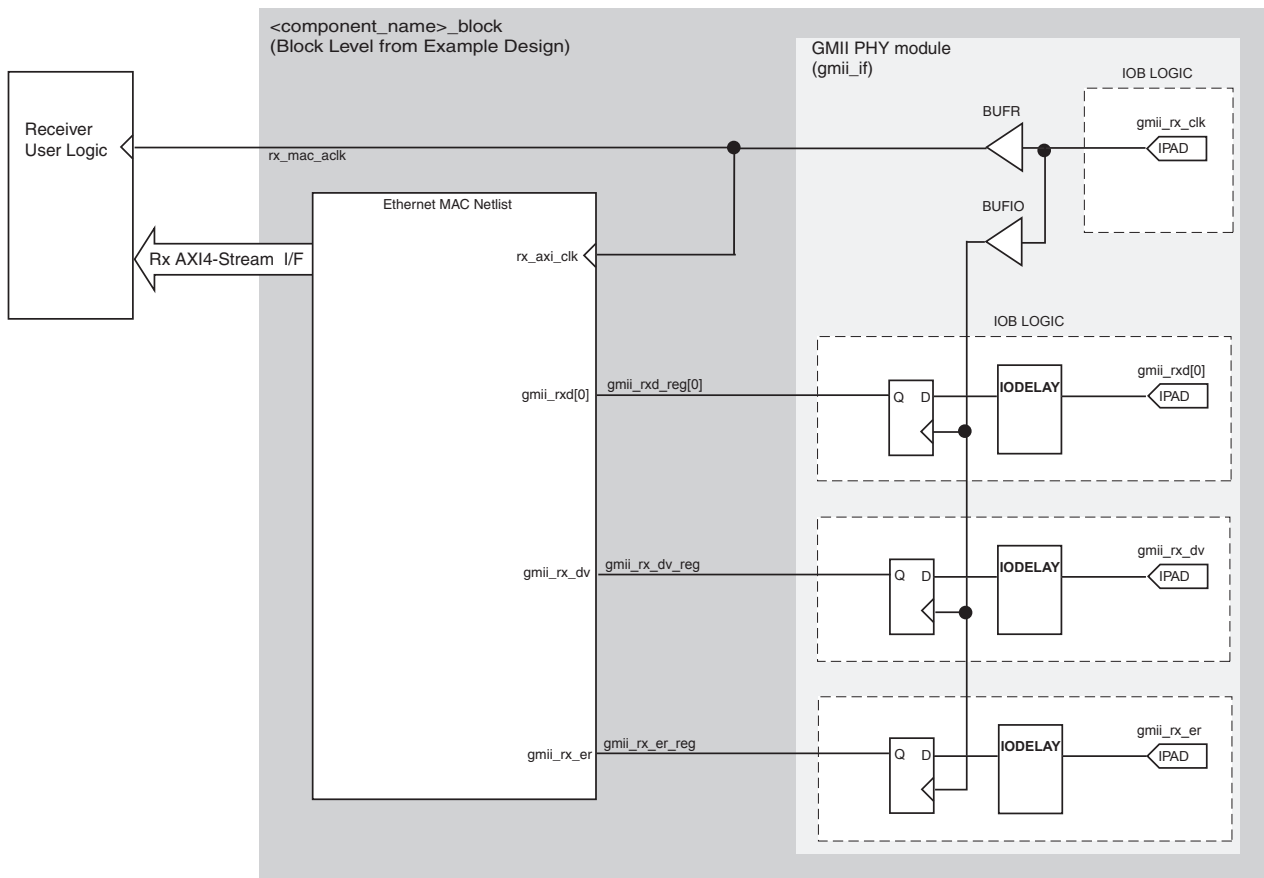 <component_name>_block
(Block Level from Example Design)
GMII PHY module
(gmii_if)
IOB LOGIC
gmii_rx_clk
IPAD
BUFR
BUFIO
Receiver
User Logic
rx_mac_aclk
Ethernet MAC Netlist
rx_axi_clk
Rx AXI4-Stream I/F
IOB LOGIC
gmii_rxd[0]
gmii_rxd_reg[0]
Q D
IODELAY
gmii_rxd[0]
IPAD
gmii_rx_dv
gmii_rx_dv_reg
Q D
IODELAY
gmii_rx_dv
IPAD
gmii_rx_er
gmii_rx_er_reg
Q D
IODELAY
gmii_rx_er
IPAD